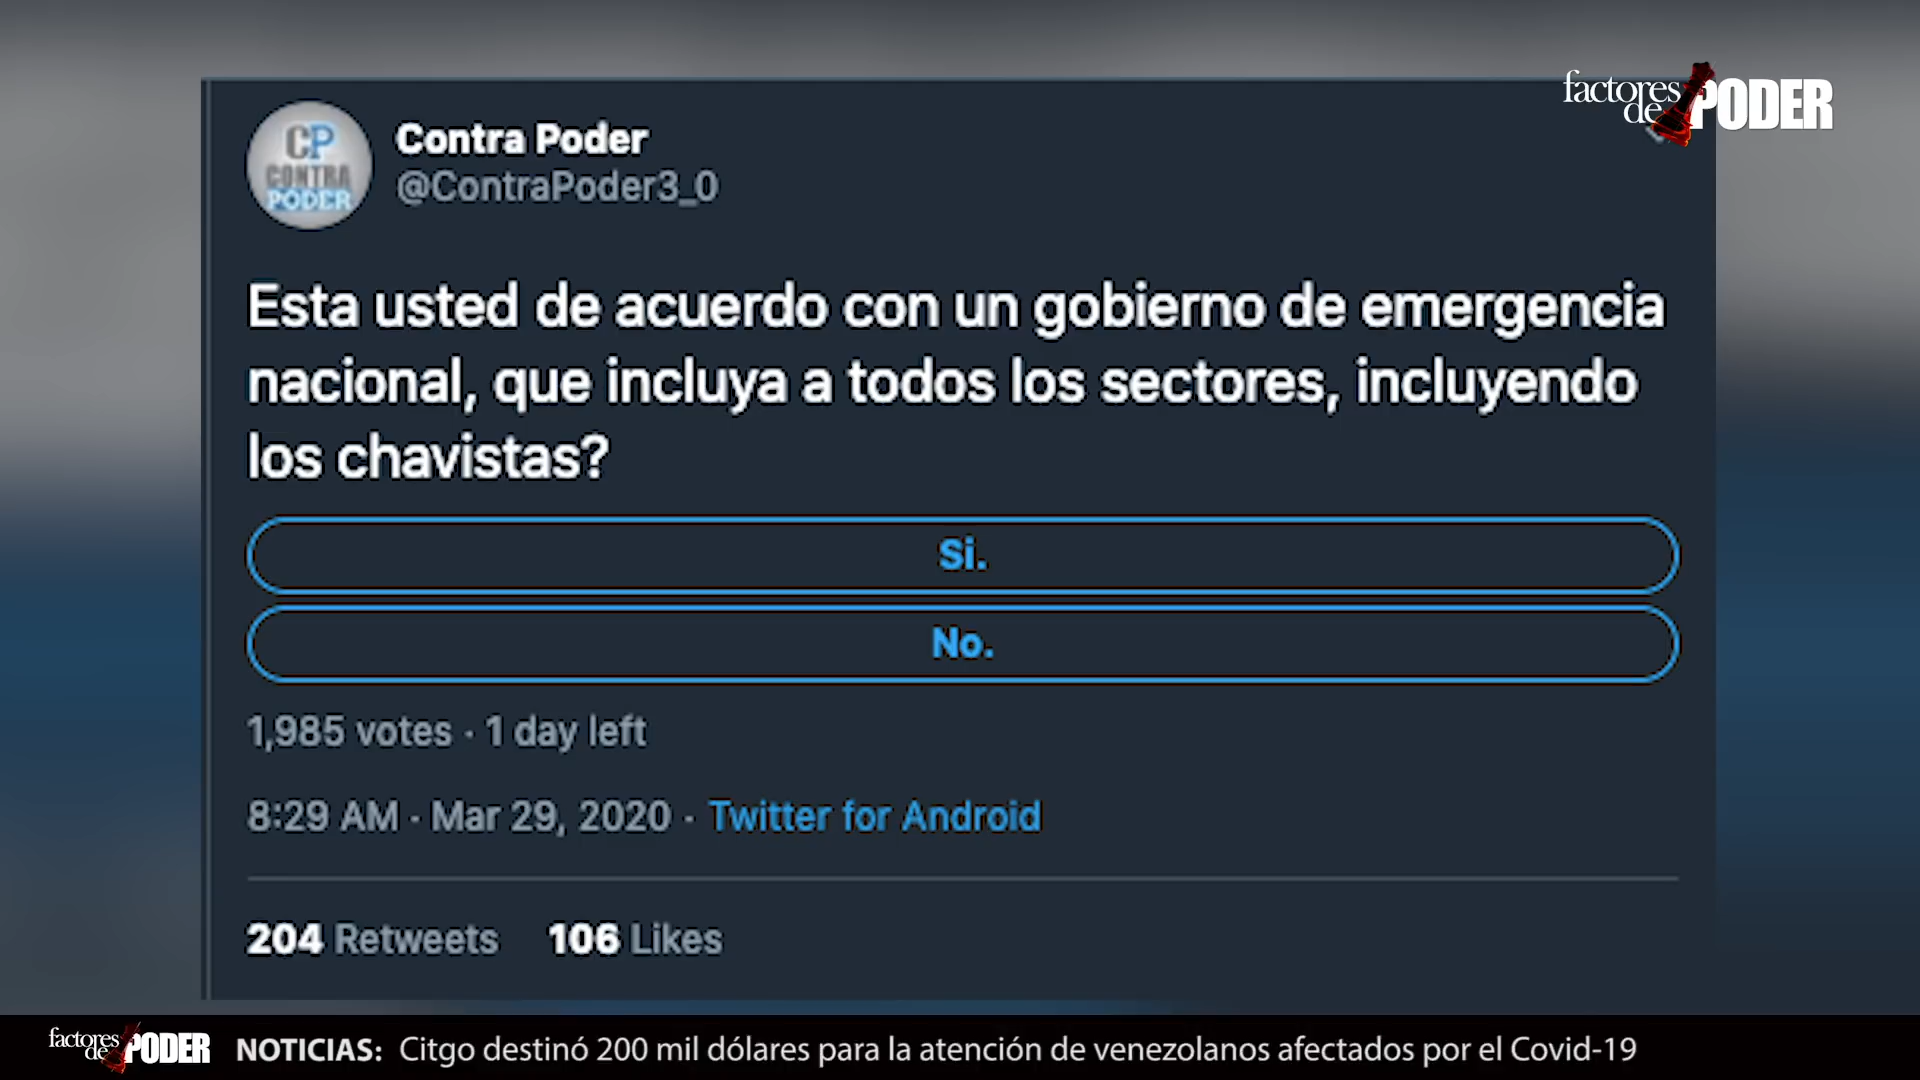 factores
de PODER
CP
CONTRA
PODER
Contra Poder
@ContraPoder3_0
Esta usted de acuerdo con un gobierno de emergencia
nacional, que incluya a todos los sectores, incluyendo
los chavistas?
Si.
No.
1,985 votes · 1 day left
8:29 AM · Mar 29, 2020 · Twitter for Android
204 Retweets 106 Likes
factores
de PODER
NOTICIAS: Citgo destinó 200 mil dólares para la atención de venezolanos afectados por el Covid-19